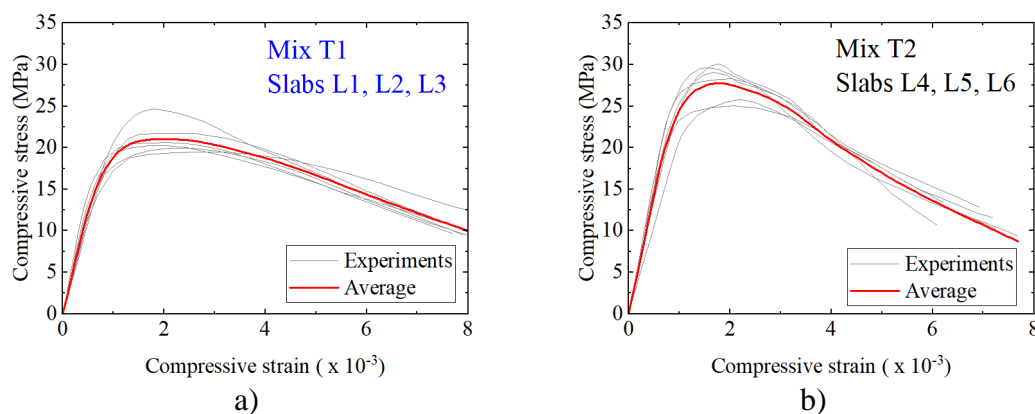 35
30
25
20
15
10
5
0
Compressive stress (MPa)
Mix T1
Slabs L1, L2, L3
Experiments
Average
0 2 4 6 8
Compressive strain ( x 10-3)
a)
35
30
25
20
15
10
5
0
Compressive stress (MPa)
Mix T2
Slabs L4, L5, L6
Experiments
Average
0 2 4 6 8
Compressive strain ( x 10-3)
b)